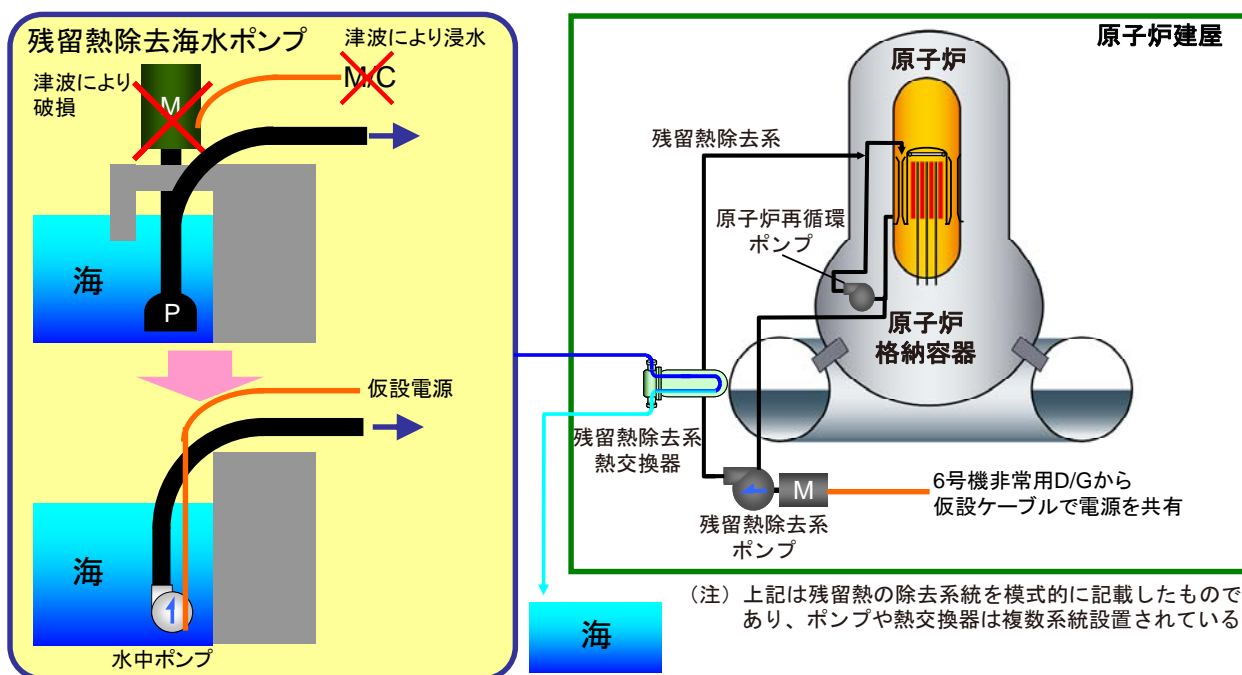 残留熱除去海水ポンプ
津波により浸水
M/C
津波により
破損
M
海
P
仮設電源
海
水中ポンプ
原子炉建屋
原子炉
残留熱除去系
原子炉再循環
ポンプ
原子炉
格納容器
残留熱除去系
熱交換器
M
6号機非常用D/Gから
仮設ケーブルで電源を共有
残留熱除去系
ポンプ
海
（注）上記は残留熱の除去系統を模式的に記載したもので
あり、ポンプや熱交換器は複数系統設置されている